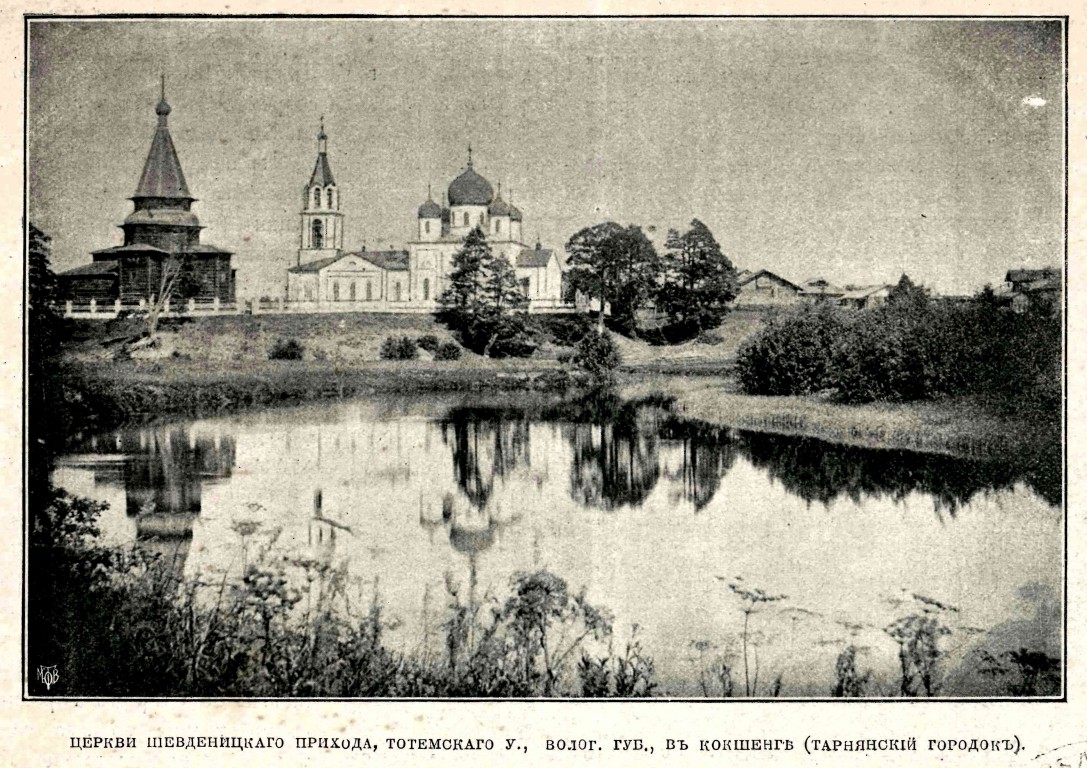 ЦЕРКВИ ШЕВДЕНИЦКАГО ПРИХОДА, ТОТЕМСКАГО У., ВОЛОГ. ГУБ., ВЪ КОКШЕНГѢ (ТАРНЯНСКІЙ ГОРОДОКЪ).